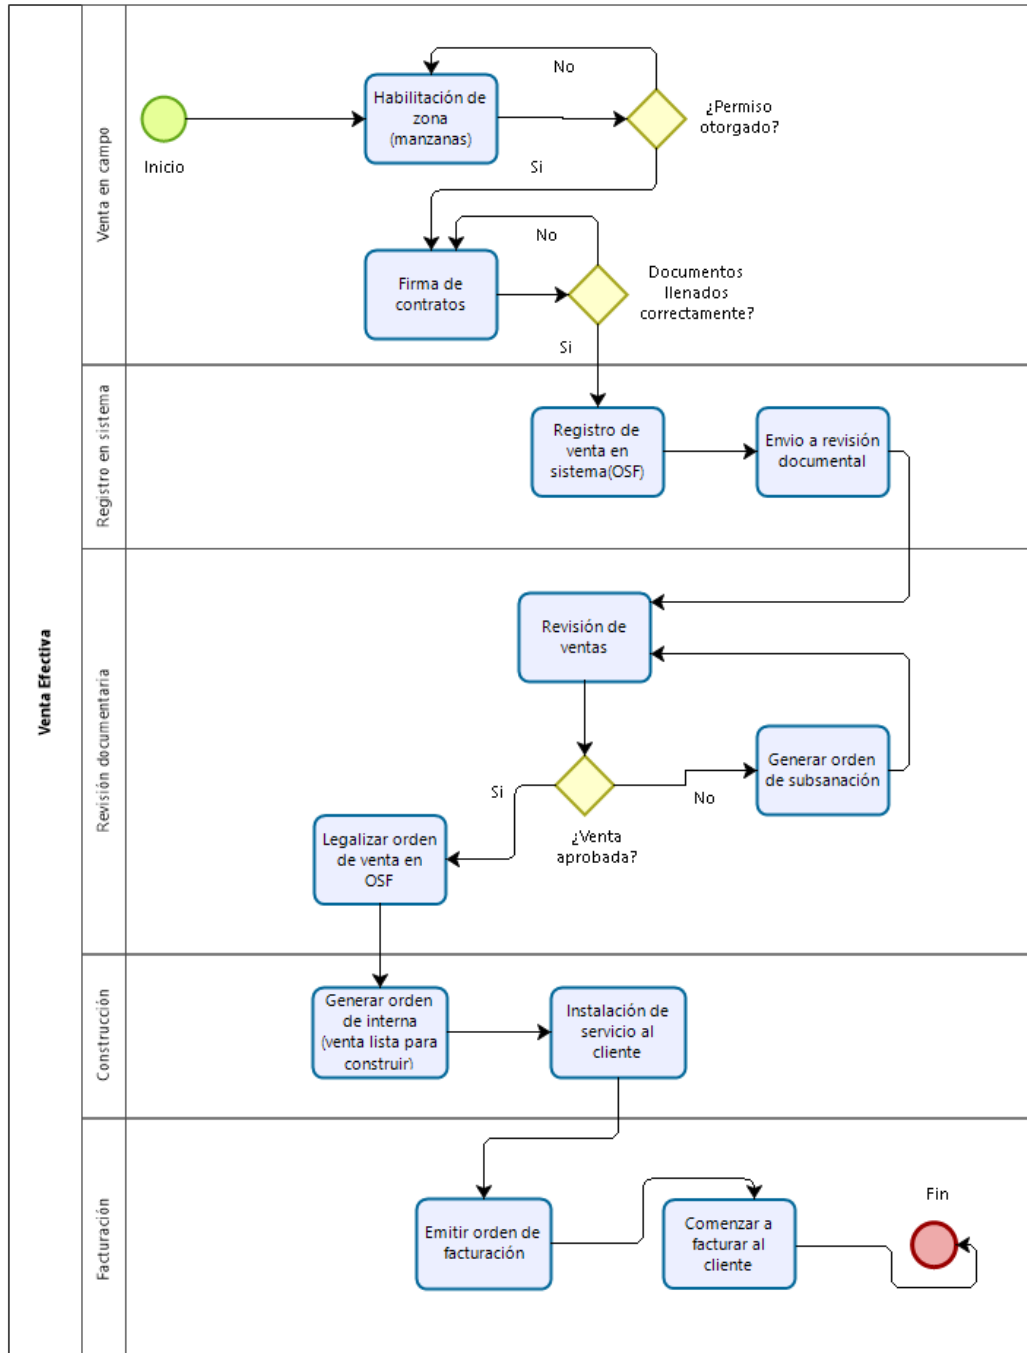 Venta Efectiva
Venta en campo
Inicio
Habilitación de
zona
(manzanas)
No
¿Permiso
otorgado?
Si
Firma de
contratos
No
Documentos
llenados
correctamente?
Si
Registro en sistema
Registro de
venta en
sistema(OSF)
Envio a revisión
documental
Revisión documentaria
Revisión de
ventas
¿Venta
aprobada?
No
Generar orden
de subsanación
Si
Legalizar orden
de venta en
OSF
Construcción
Generar orden
de interna
(venta lista para
construir)
Instalación de
servicio al
cliente
Facturación
Emitir orden de
facturación
Comenzar a
facturar al
cliente
Fin